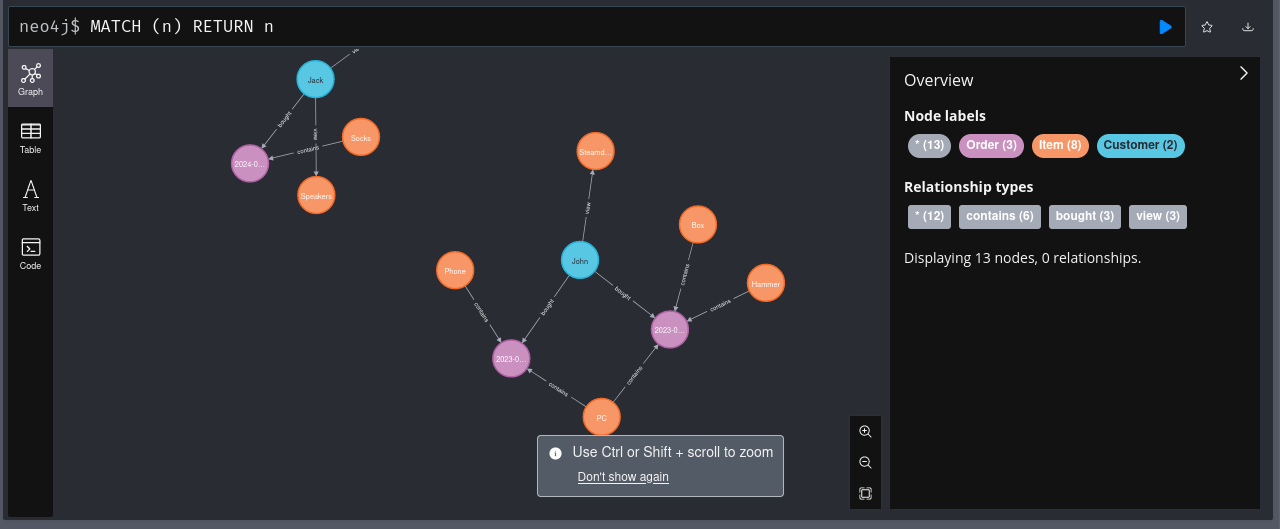 neo4j$ MATCH (n) RETURN n
Graph
Table
Text
Code
Jack
bought
view
contains
Socks
2024-0...
Speakers
Steamd...
view
John
Box
Phone
Hammer
contains
bought
bought
contains
contains
2023-0...
2023-0...
contains
contains
PC
Use Ctrl or Shift + scroll to zoom
Don't show again
Overview
Node labels
* (13) Order (3) Item (8) Customer (2)
Relationship types
* (12) contains (6) bought (3) view (3)
Displaying 13 nodes, 0 relationships.